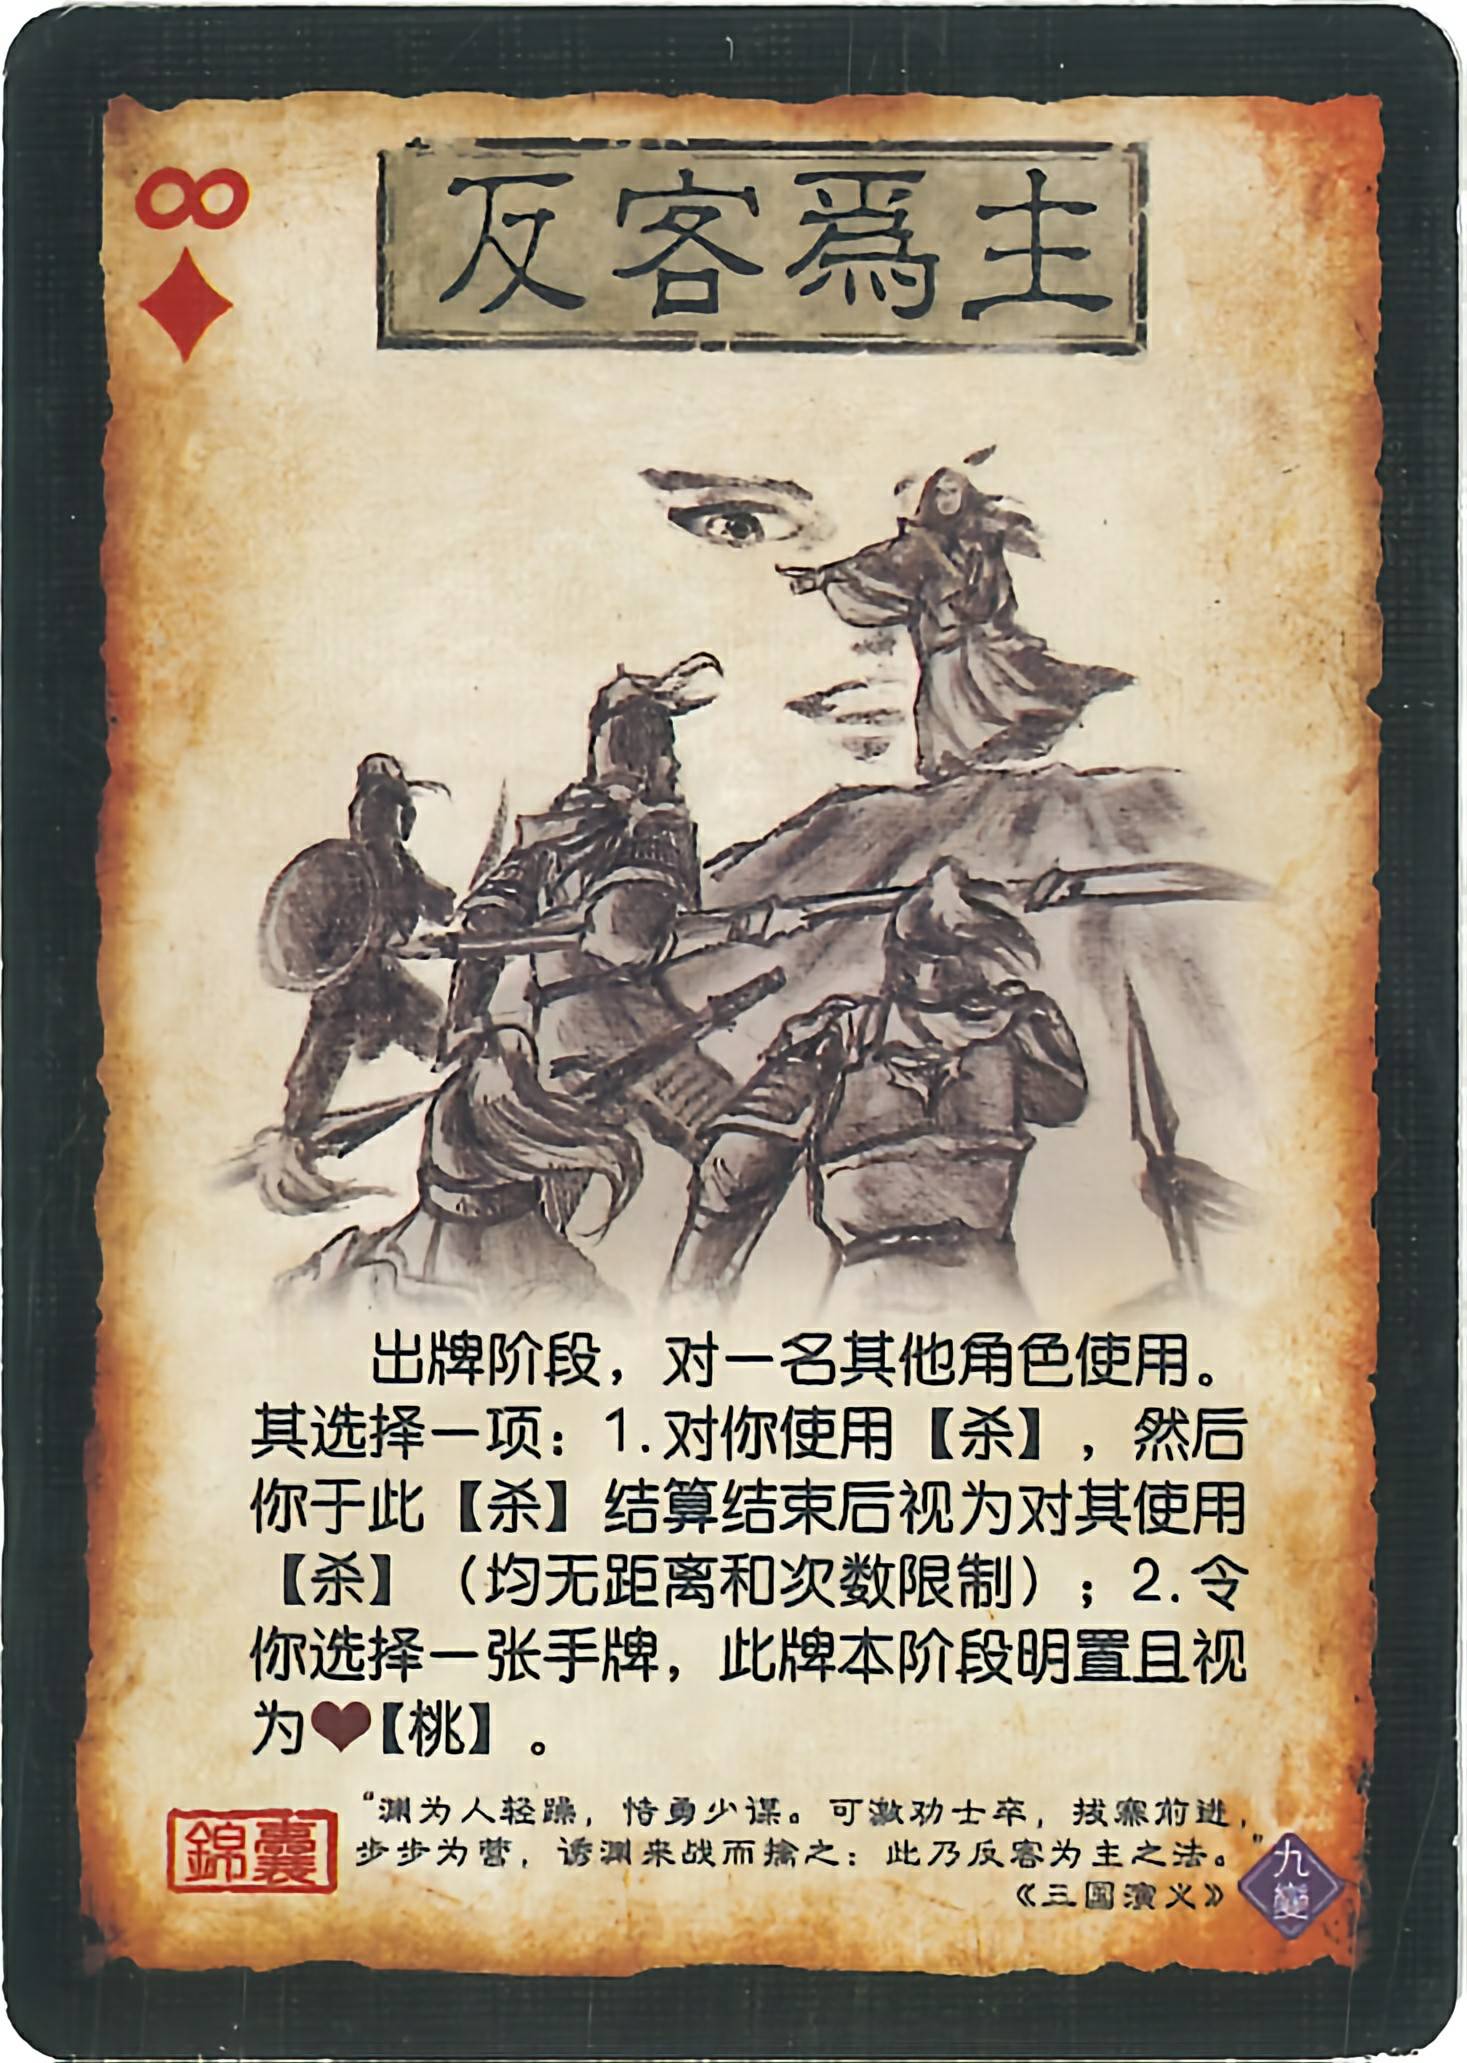 8
反客爲主
出牌阶段，对一名其他角色使用。
其选择一项：1.对你使用【杀】，然后
你于此【杀】结算结束后视为对其使用
【杀】（均无距离和次数限制）；2.令
你选择一张手牌，此牌本阶段明置且视
为♥【桃】。
“渊为人轻躁，恃勇少谋。可激劝士卒，拔寨前进，
步步为营，诱渊来战而擒之：此乃反客为主之法。”
《三国演义》
錦囊
九